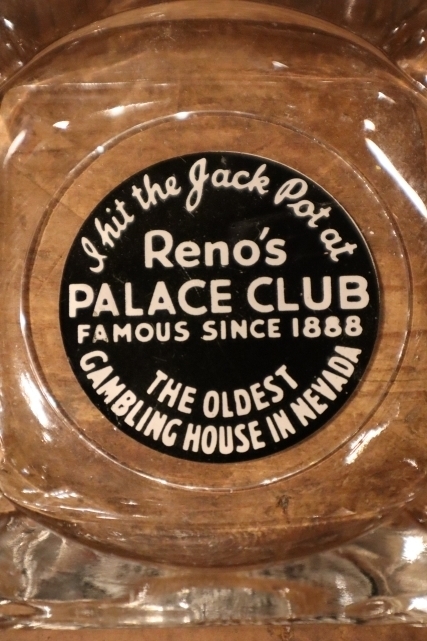 I hit the Jack Pot at
Reno's
PALACE CLUB
FAMOUS SINCE 1888
THE OLDEST
GAMBLING HOUSE IN NEVADA